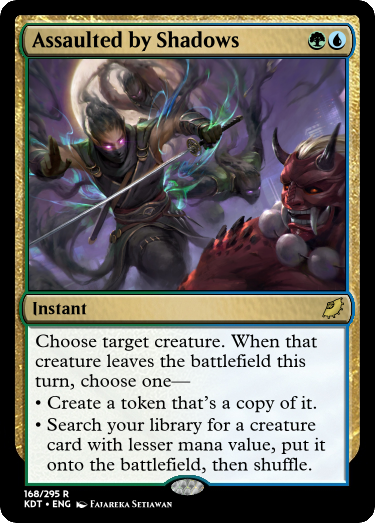 Assaulted by Shadows
Instant
Choose target creature. When that
creature leaves the battlefield this
turn, choose one—
• Create a token that's a copy of it.
• Search your library for a creature
card with lesser mana value, put it
onto the battlefield, then shuffle.
168/295 R
KDT • ENG Fajareka Setiawan